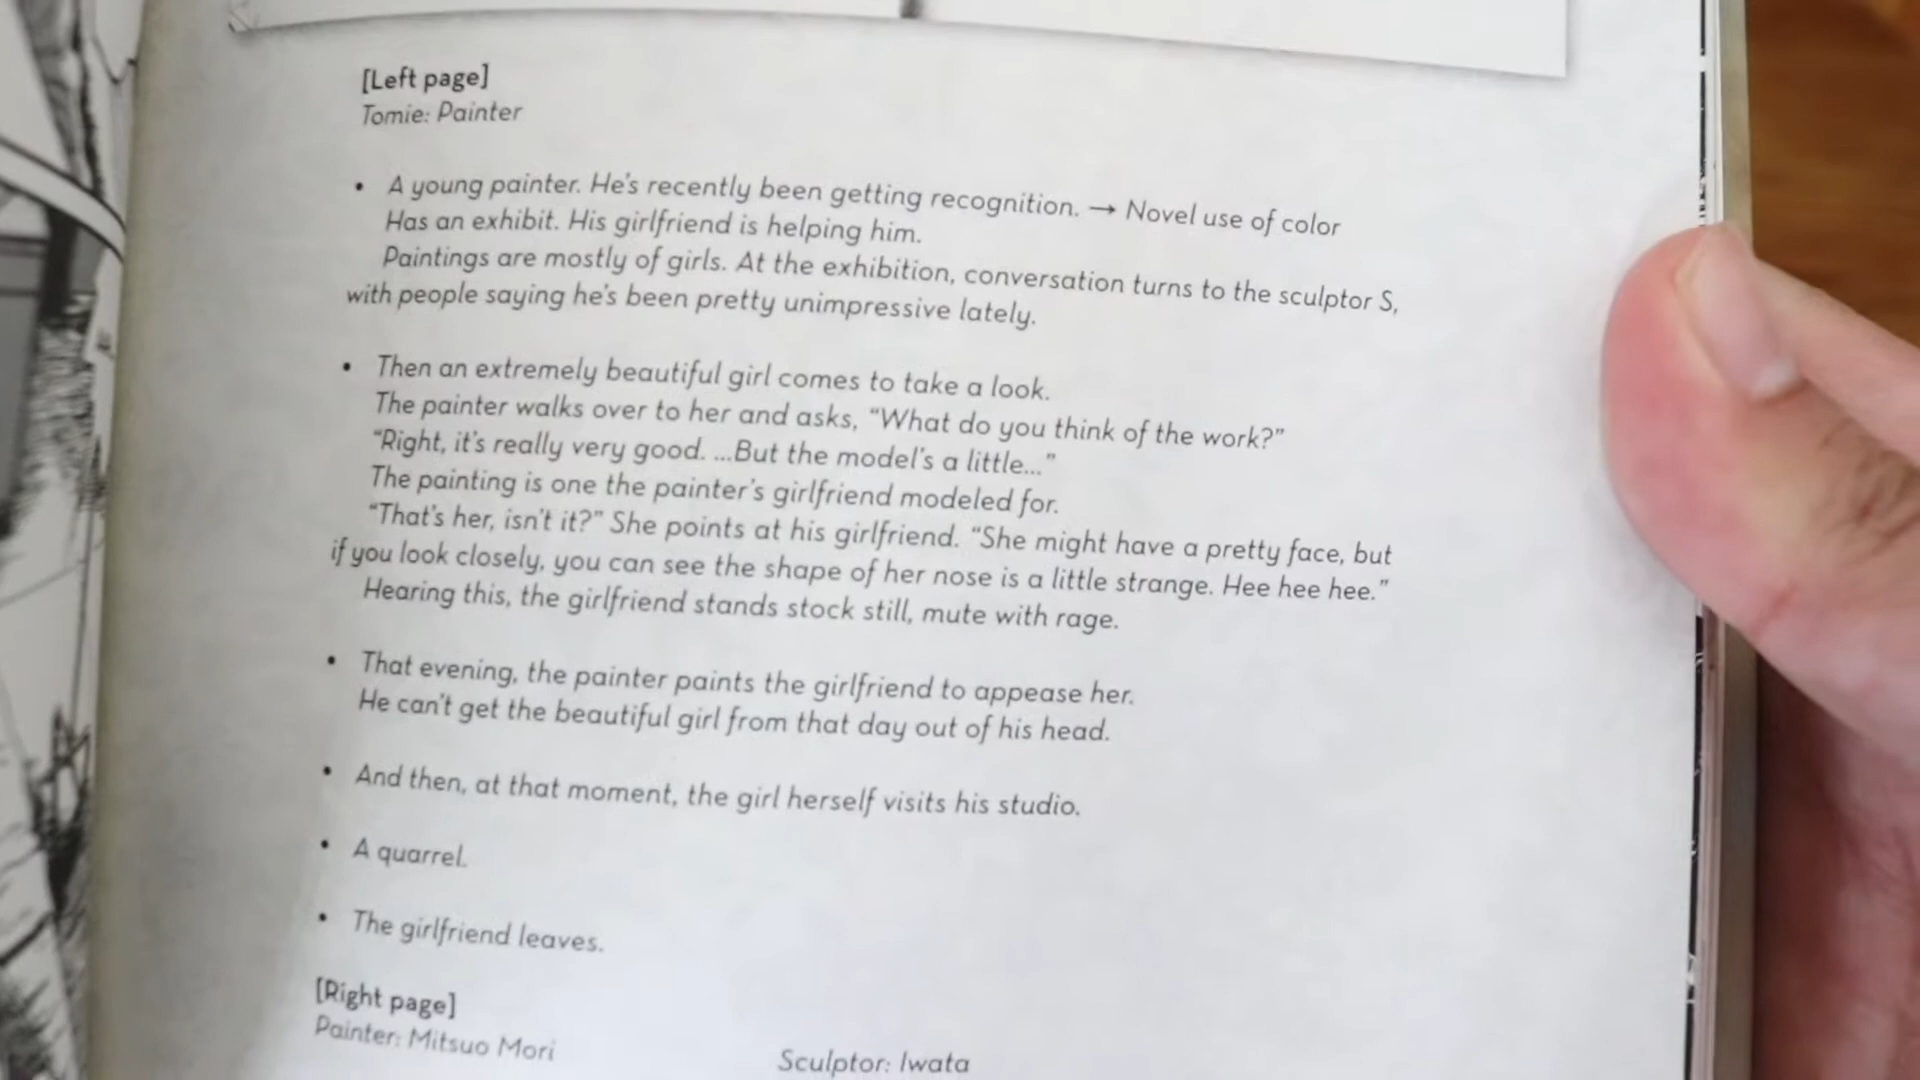 [Left page]
Tomie: Painter
• A young painter. He's recently been getting recognition. → Novel use of color
Has an exhibit. His girlfriend is helping him.
Paintings are mostly of girls. At the exhibition, conversation turns to the sculptor S,
with people saying he's been pretty unimpressive lately.
• Then an extremely beautiful girl comes to take a look.
The painter walks over to her and asks, “What do you think of the work?”
“Right, it's really very good. ...But the model's a little...”
The painting is one the painter's girlfriend modeled for.
“That's her, isn't it?” She points at his girlfriend. “She might have a pretty face, but
if you look closely, you can see the shape of her nose is a little strange. Hee hee hee.”
Hearing this, the girlfriend stands stock still, mute with rage.
• That evening, the painter paints the girlfriend to appease her.
He can't get the beautiful girl from that day out of his head.
• And then, at that moment, the girl herself visits his studio.
• A quarrel.
• The girlfriend leaves.
[Right page]
Painter: Mitsuo Mori
Sculptor: Iwata